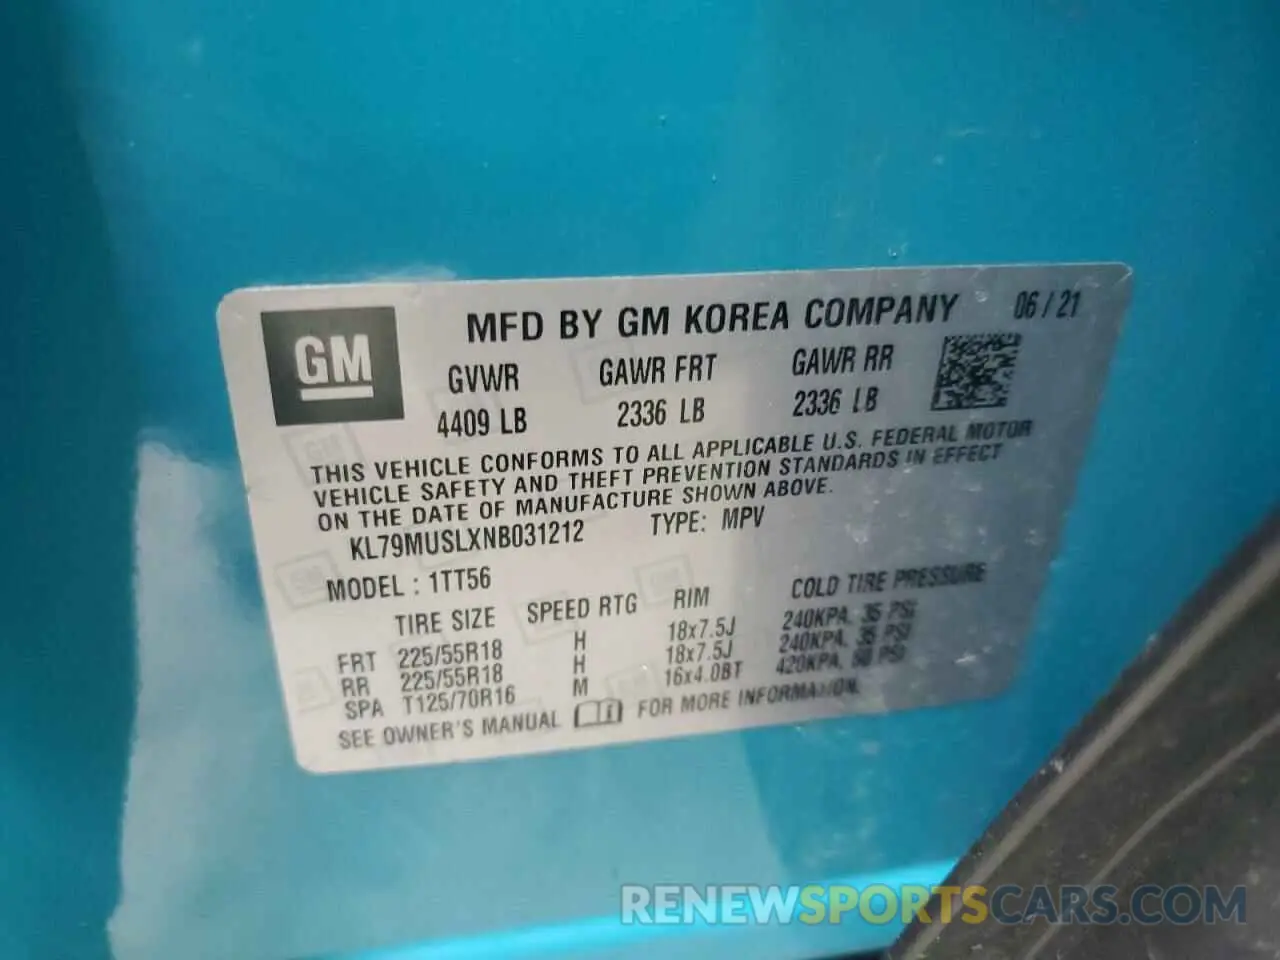 GM
MFD BY GM KOREA COMPANY 06/21
GVWR GAWR FRT GAWR RR
4409 LB 2336 LB 2336 LB
THIS VEHICLE CONFORMS TO ALL APPLICABLE U.S. FEDERAL MOTOR
VEHICLE SAFETY AND THEFT PREVENTION STANDARDS IN EFFECT
ON THE DATE OF MANUFACTURE SHOWN ABOVE.
KL79MUSLXNB031212 TYPE: MPV
MODEL : 1TT56
TIRE SIZE SPEED RTG RIM COLD TIRE PRESSURE
FRT 225/55R18 H 18x7.5J 240KPA, 35 PSI
RR 225/55R18 H 18x7.5J 240KPA, 35 PSI
SPA T125/70R16 M 16x4.0BT 420KPA, 60 PSI
SEE OWNER'S MANUAL FOR MORE INFORMATION.
RENEWSPORTSCARS.COM